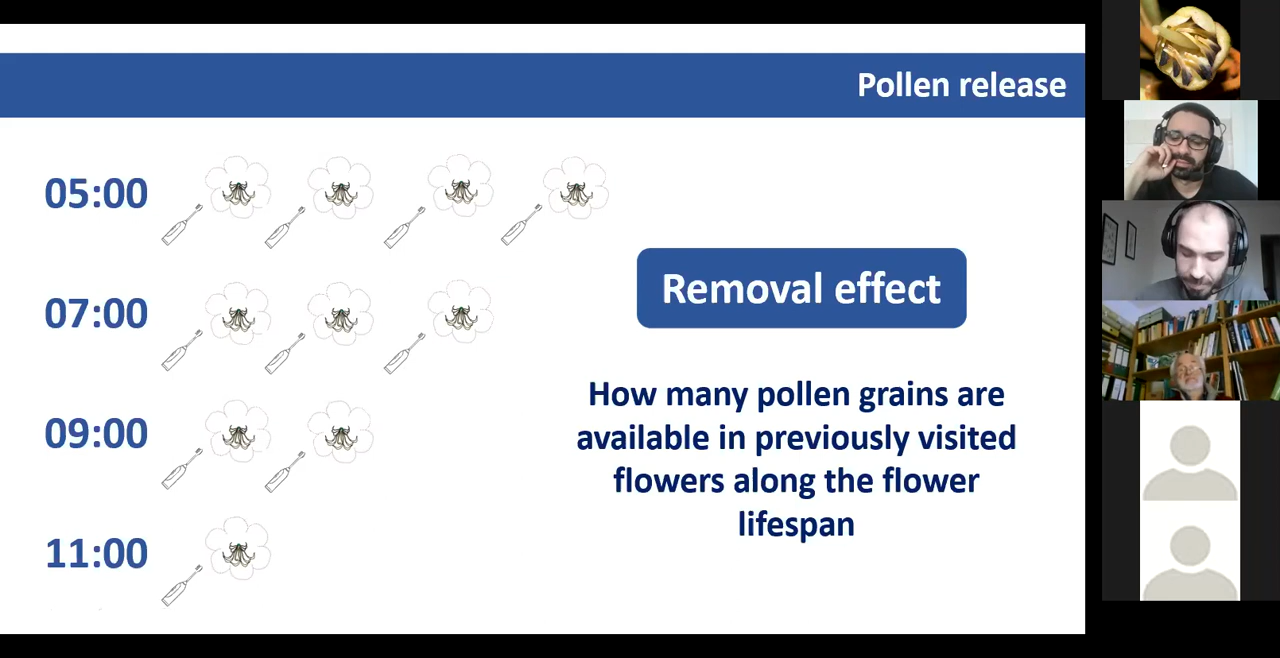 Pollen release
05:00
07:00
09:00
11:00
Removal effect
How many pollen grains are
available in previously visited
flowers along the flower
lifespan